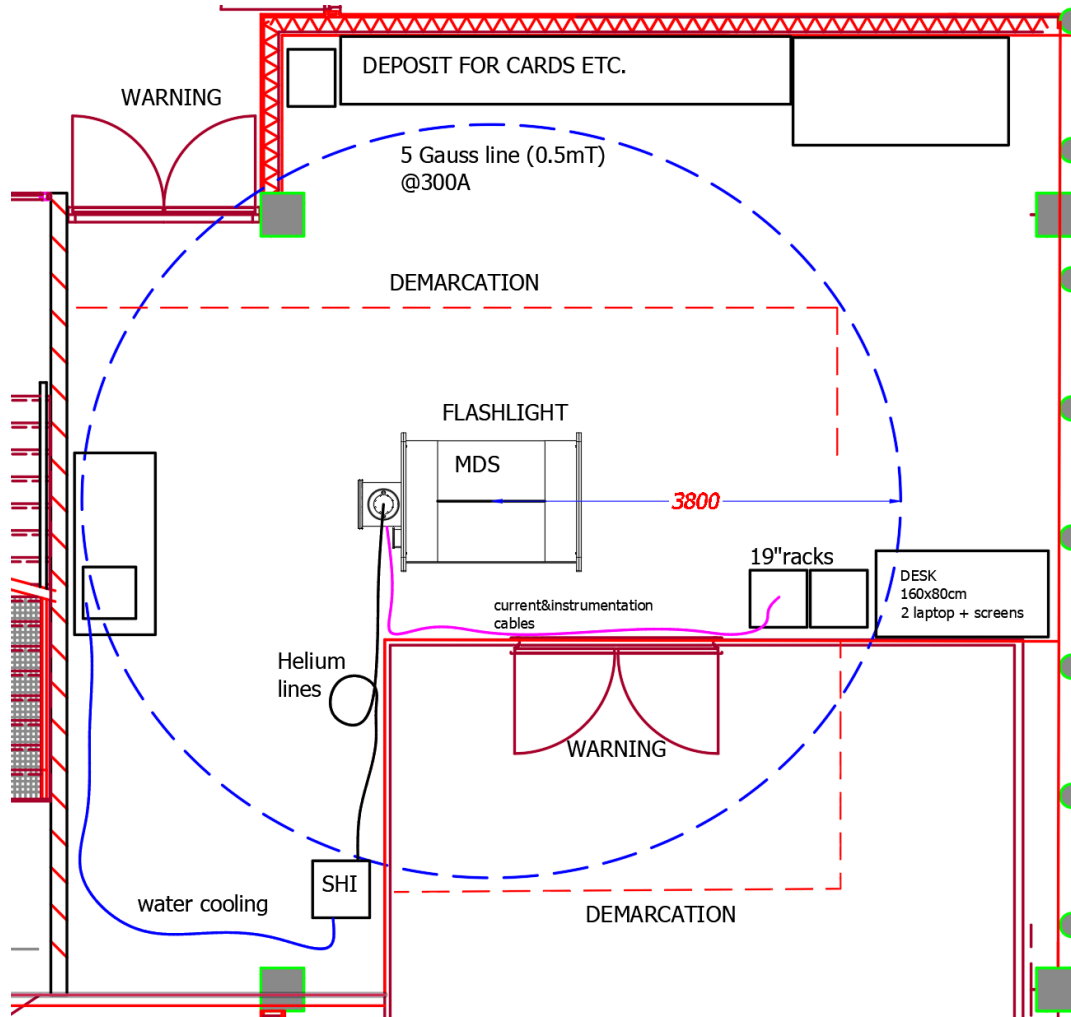 DEPOSIT FOR CARDS ETC.
WARNING
5 Gauss line (0.5mT)
@300A
DEMARCATION
FLASHLIGHT
MDS
3800
19"racks
DESK
160x80cm
2 laptop + screens
current&instrumentation
cables
Helium
lines
WARNING
SHI
water cooling
DEMARCATION